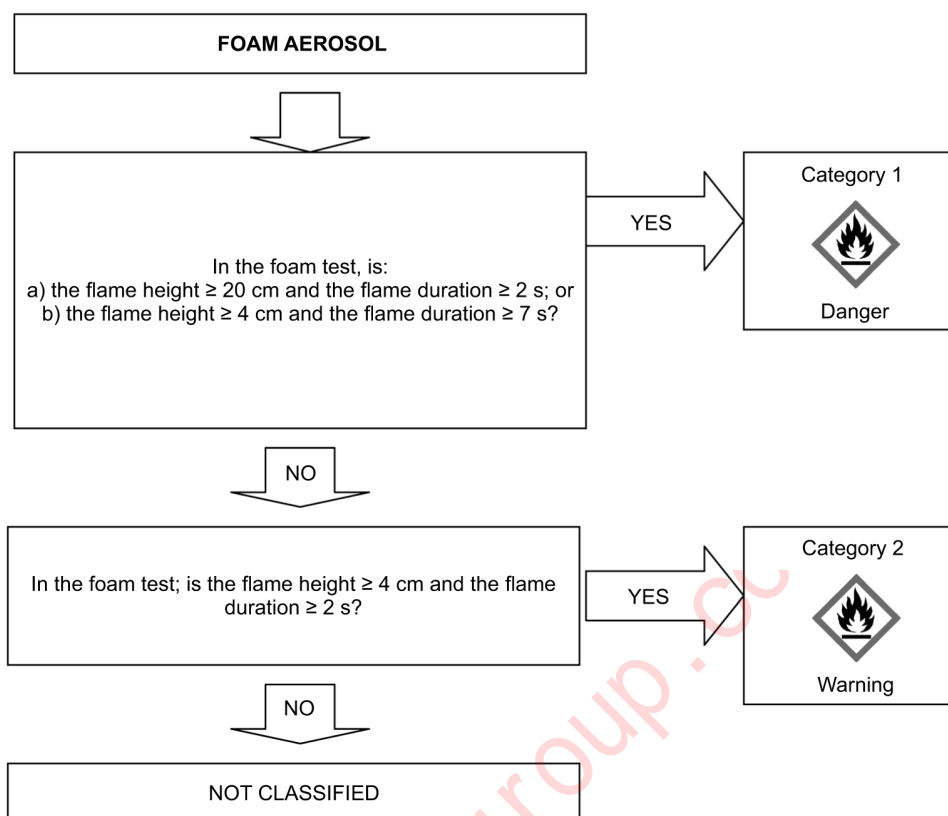 FOAM AEROSOL
In the foam test, is:
a) the flame height ≥ 20 cm and the flame duration ≥ 2 s; or
b) the flame height ≥ 4 cm and the flame duration ≥ 7 s?
YES
Category 1
Danger
NO
In the foam test; is the flame height ≥ 4 cm and the flame
duration ≥ 2 s?
YES
Category 2
Warning
NO
NOT CLASSIFIED